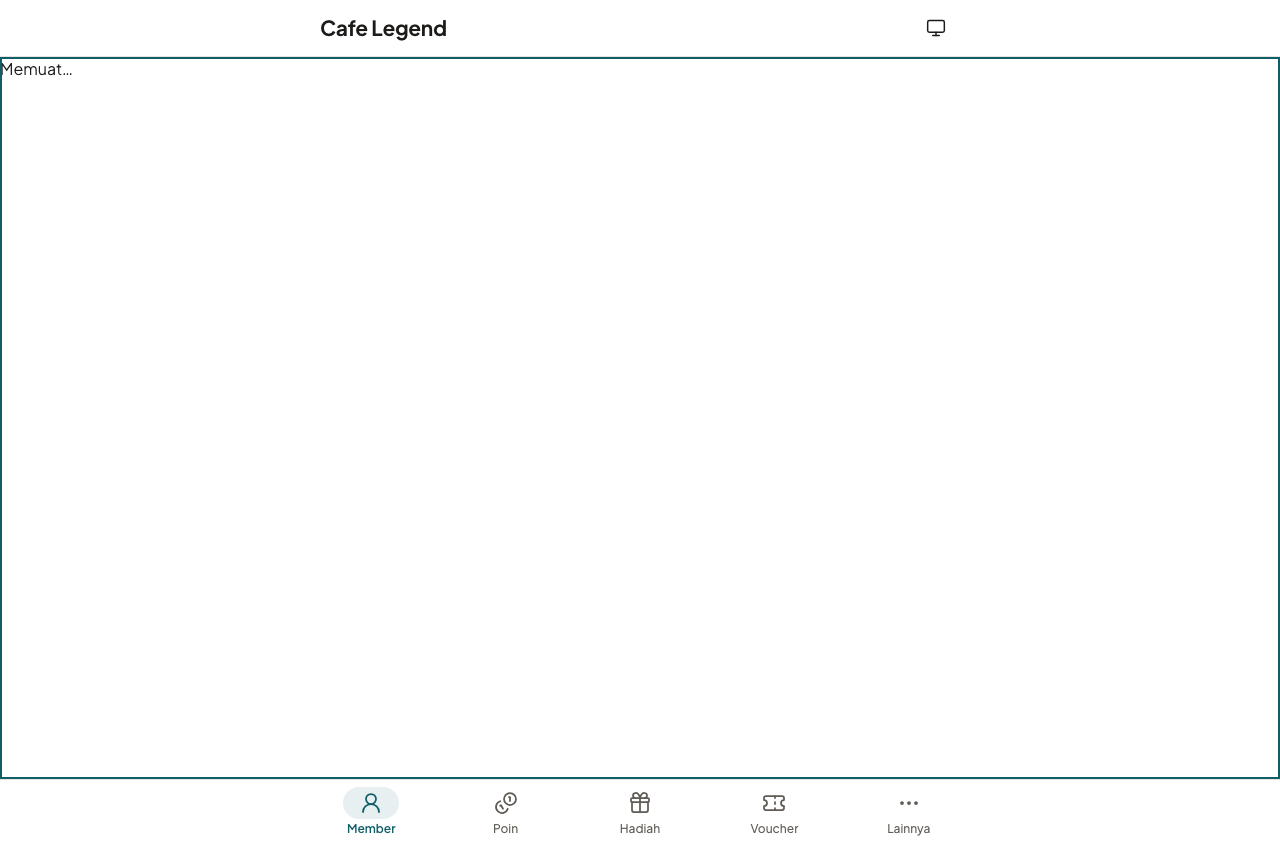 Cafe Legend
Memuat...
Member
Poin
Hadiah
Voucher
Lainnya